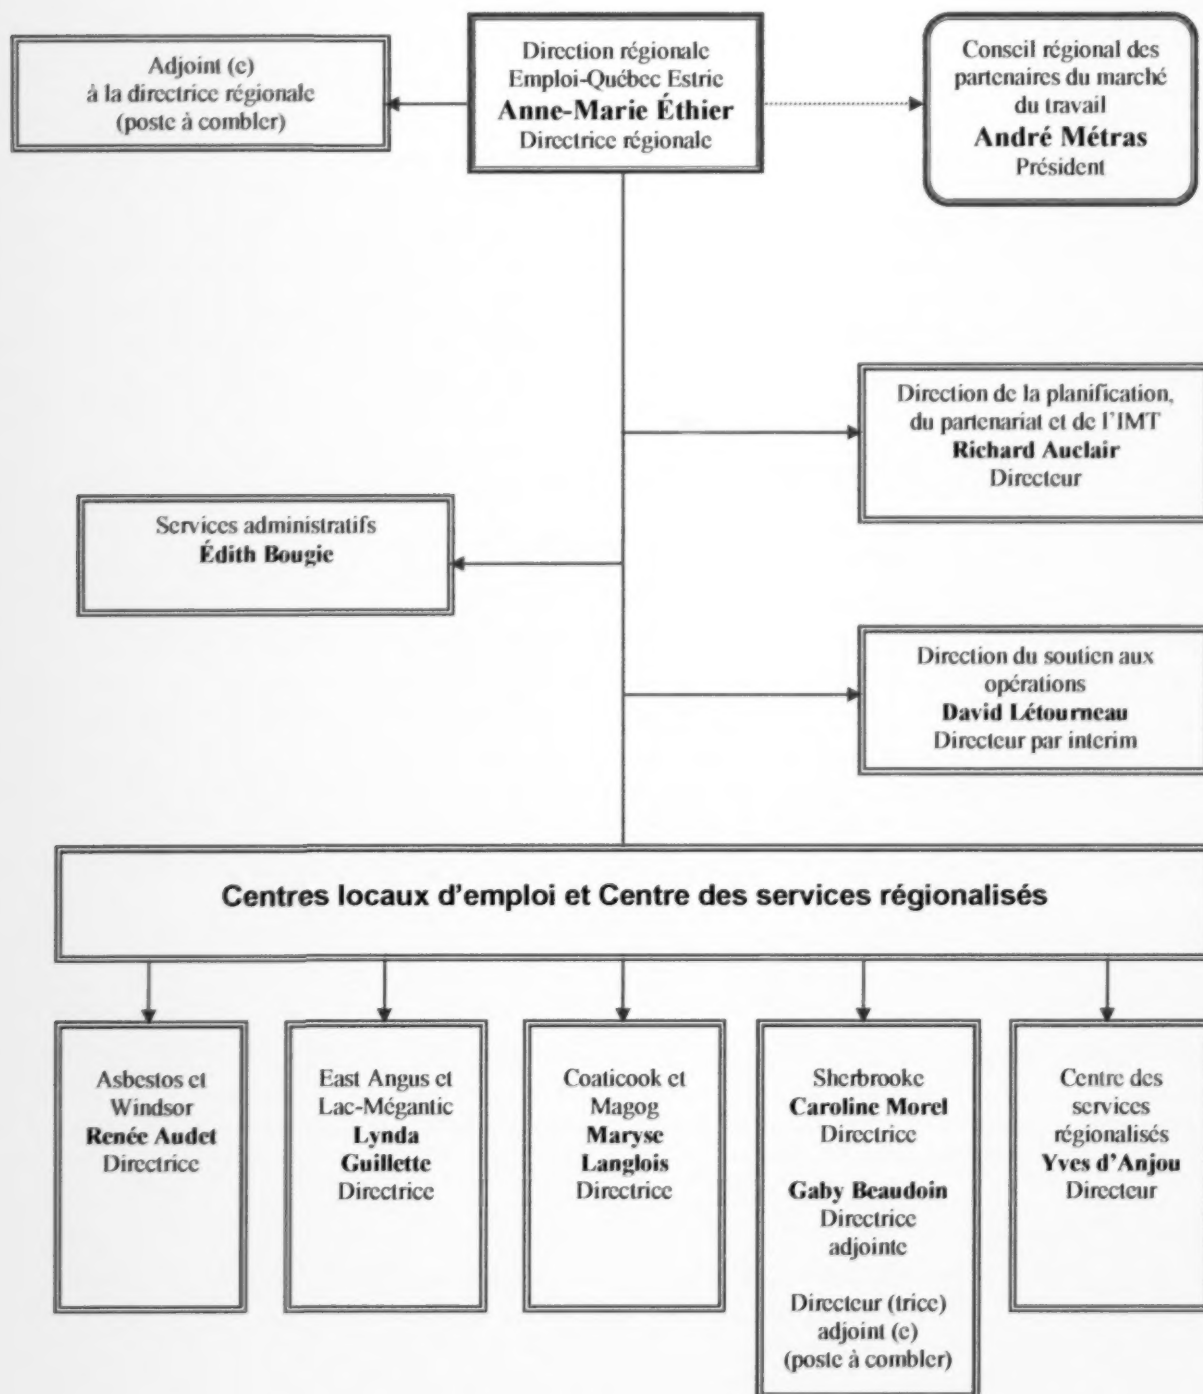 Adjoint (e)
à la directrice régionale
(poste à combler)
Direction régionale
Emploi-Québec Estrie
Anne-Marie Éthier
Directrice régionale
Conseil régional des
partenaires du marché
du travail
André Métras
Président
Direction de la planification,
du partenariat et de l'IMT
Richard Auclair
Directeur
Services administratifs
Édith Bougie
Direction du soutien aux
opérations
David Létourneau
Directeur par interim
Centres locaux d'emploi et Centre des services régionalisés
Asbestos et
Windsor
Renée Audet
Directrice
East Angus et
Lac-Mégantic
Lynda
Guillette
Directrice
Coaticook et
Magog
Maryse
Langlois
Directrice
Sherbrooke
Caroline Morel
Directrice
Gaby Beaudoin
Directrice
adjointe
Directeur (trice)
adjoint (e)
(poste à combler)
Centre des
services
régionalisés
Yves d'Anjou
Directeur